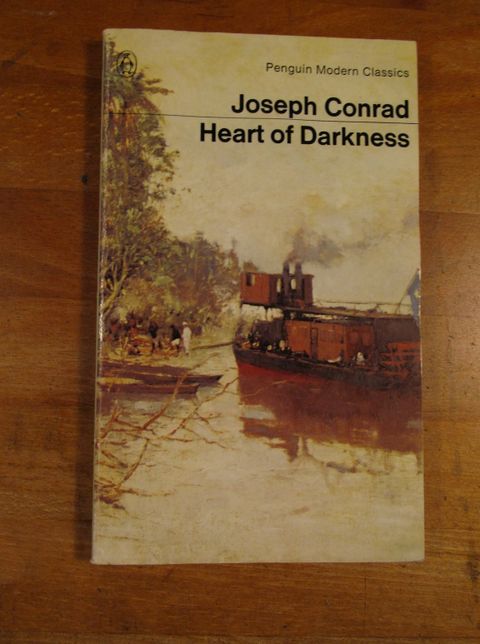 Penguin Modern Classics
Joseph Conrad
Heart of Darkness